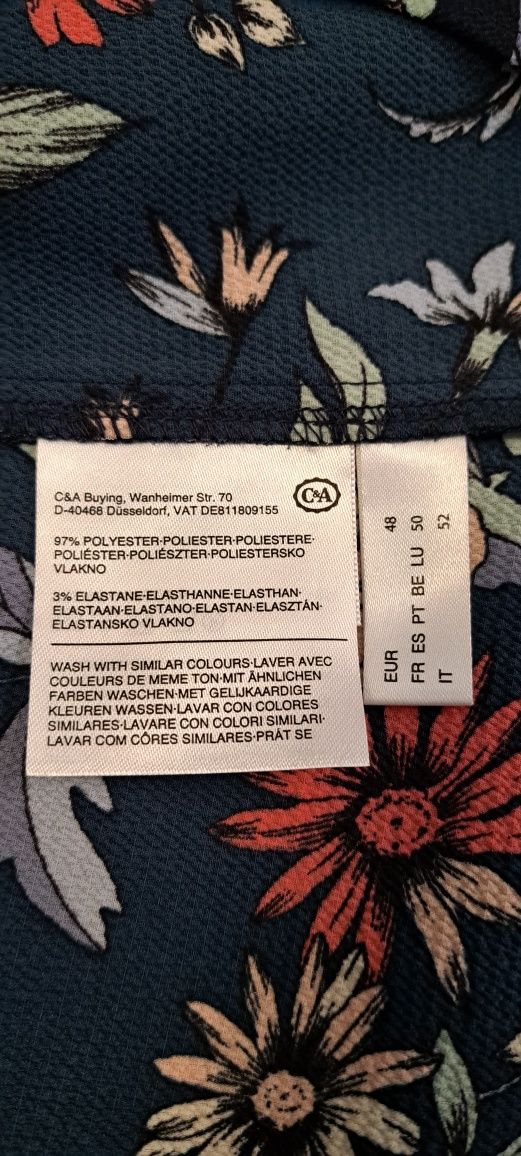 C&A Buying, Wanheimer Str. 70
D-40468 Düsseldorf, VAT DE811809155
C&A
97% POLYESTER·POLIESTER·POLIESTERE·
POLIÉSTER·POLIÉSZTER·POLIESTERSKO
VLAKNO
3% ELASTANE·ELASTHANNE·ELASTHAN·
ELASTAAN·ELASTANO·ELASTAN·ELASZTÁN·
ELASTANSKO VLAKNO
WASH WITH SIMILAR COLOURS·LAVER AVEC
COULEURS DE MEME TON·MIT ÄHNLICHEN
FARBEN WASCHEN·MET GELIJKAARDIGE
KLEUREN WASSEN·LAVAR CON COLORES
SIMILARES·LAVARE CON COLORI SIMILARI·
LAVAR COM CÔRES SIMILARES·PRÁT SE
EUR 48
FR ES PT BE LU 50
IT 52